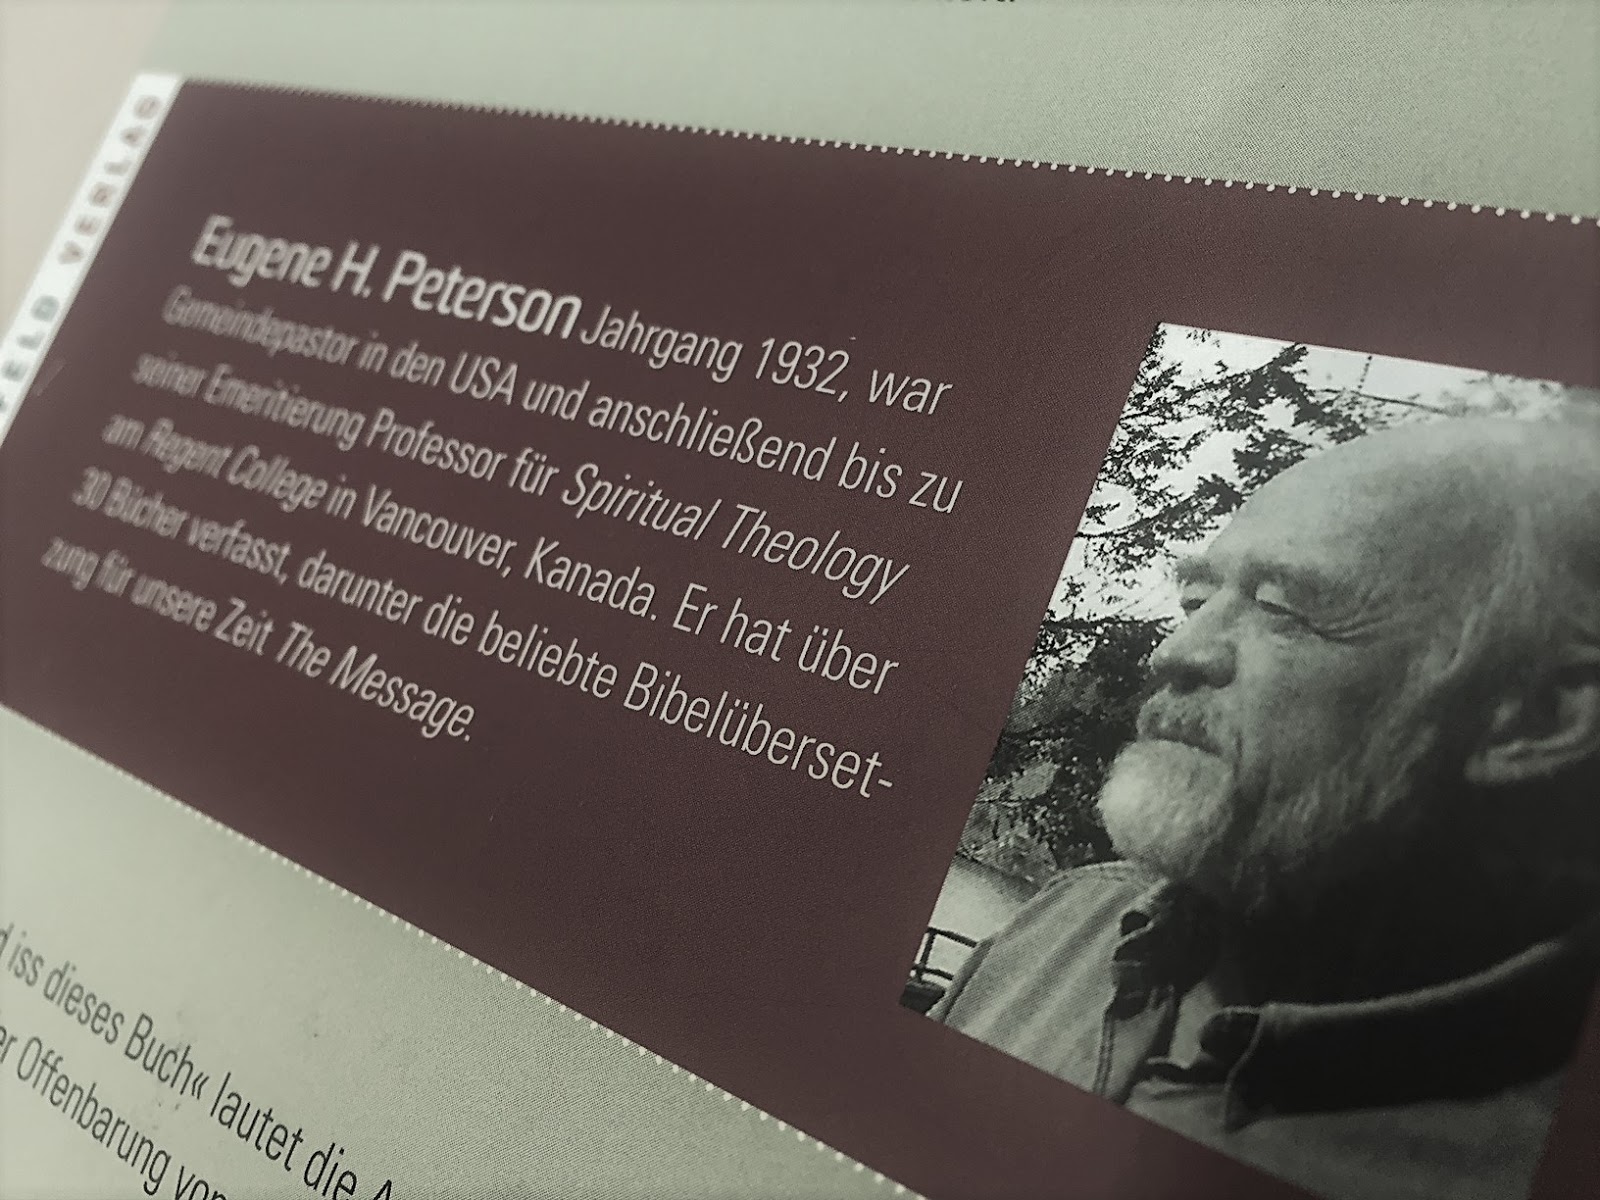 FELD VERLAG
Eugene H. Peterson Jahrgang 1932, war
Gemeindepastor in den USA und anschließend bis zu
seiner Emeritierung Professor für Spiritual Theology
am Regent College in Vancouver, Kanada. Er hat über
30 Bücher verfasst, darunter die beliebte Bibelüberset-
zung für unsere Zeit The Message.
iss dieses Buch« lautet die
Offenbarung von